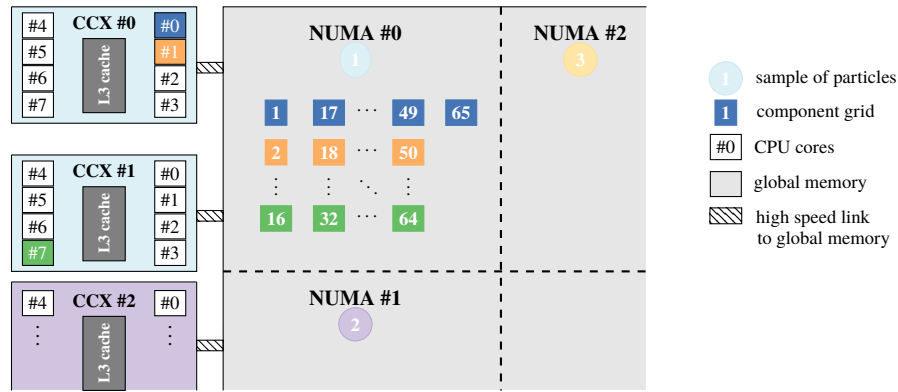 CCX #0
#4
#5
#6
#7
L3 cache
#0
#1
#2
#3
CCX #1
#4
#5
#6
#7
L3 cache
#0
#1
#2
#3
CCX #2
#4
⋮
L3 cache
#0
⋮
NUMA #0
1
1 17 ⋯ 49 65
2 18 ⋯ 50
⋮ ⋮ ⋱ ⋮
16 32 ⋯ 64
NUMA #2
3
NUMA #1
2
1 sample of particles
1 component grid
#0 CPU cores
global memory
high speed link
to global memory